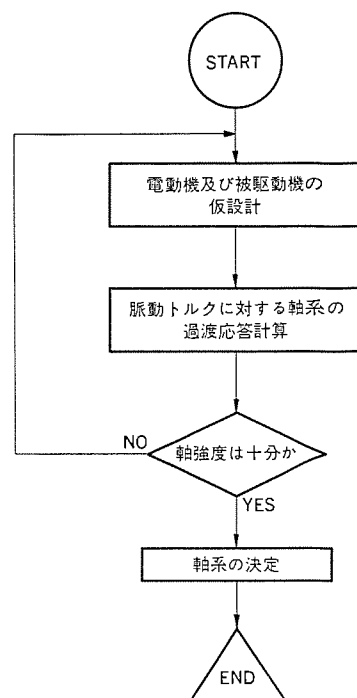 START
電動機及び被駆動機の
仮設計
脈動トルクに対する軸系の
過渡応答計算
NO
軸強度は十分か
YES
軸系の決定
END